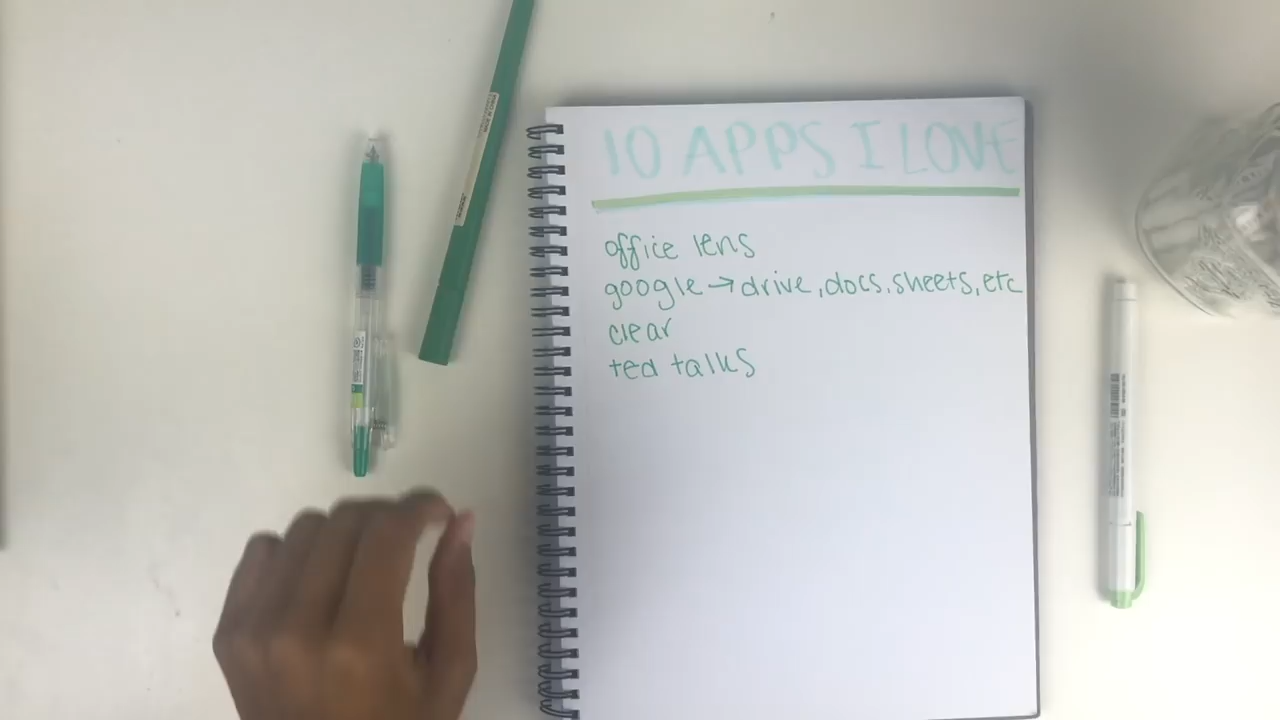 10 APPS I LOVE
office lens
google → drive, docs, sheets, etc
clear
ted talks